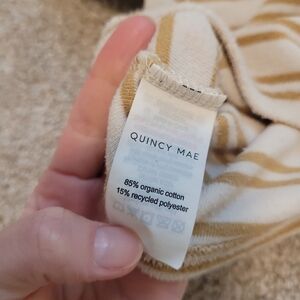 QUINCY MAE
85% organic cotton
15% recycled polyester